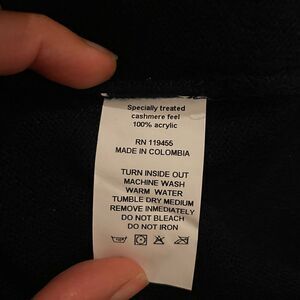 Specially treated
cashmere feel
100% acrylic
RN 119455
MADE IN COLOMBIA
TURN INSIDE OUT
MACHINE WASH
WARM WATER
TUMBLE DRY MEDIUM
REMOVE INMEDIATELY
DO NOT BLEACH
DO NOT IRON